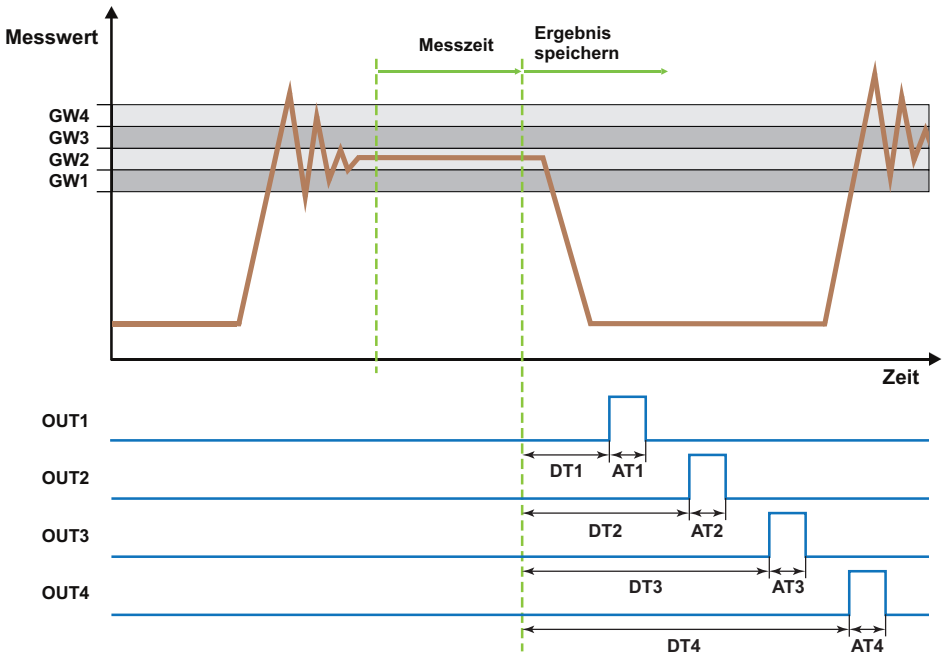 Messwert
Messzeit
Ergebnis
speichern
GW4
GW3
GW2
GW1
Zeit
OUT1
DT1
AT1
OUT2
DT2
AT2
OUT3
DT3
AT3
OUT4
DT4
AT4